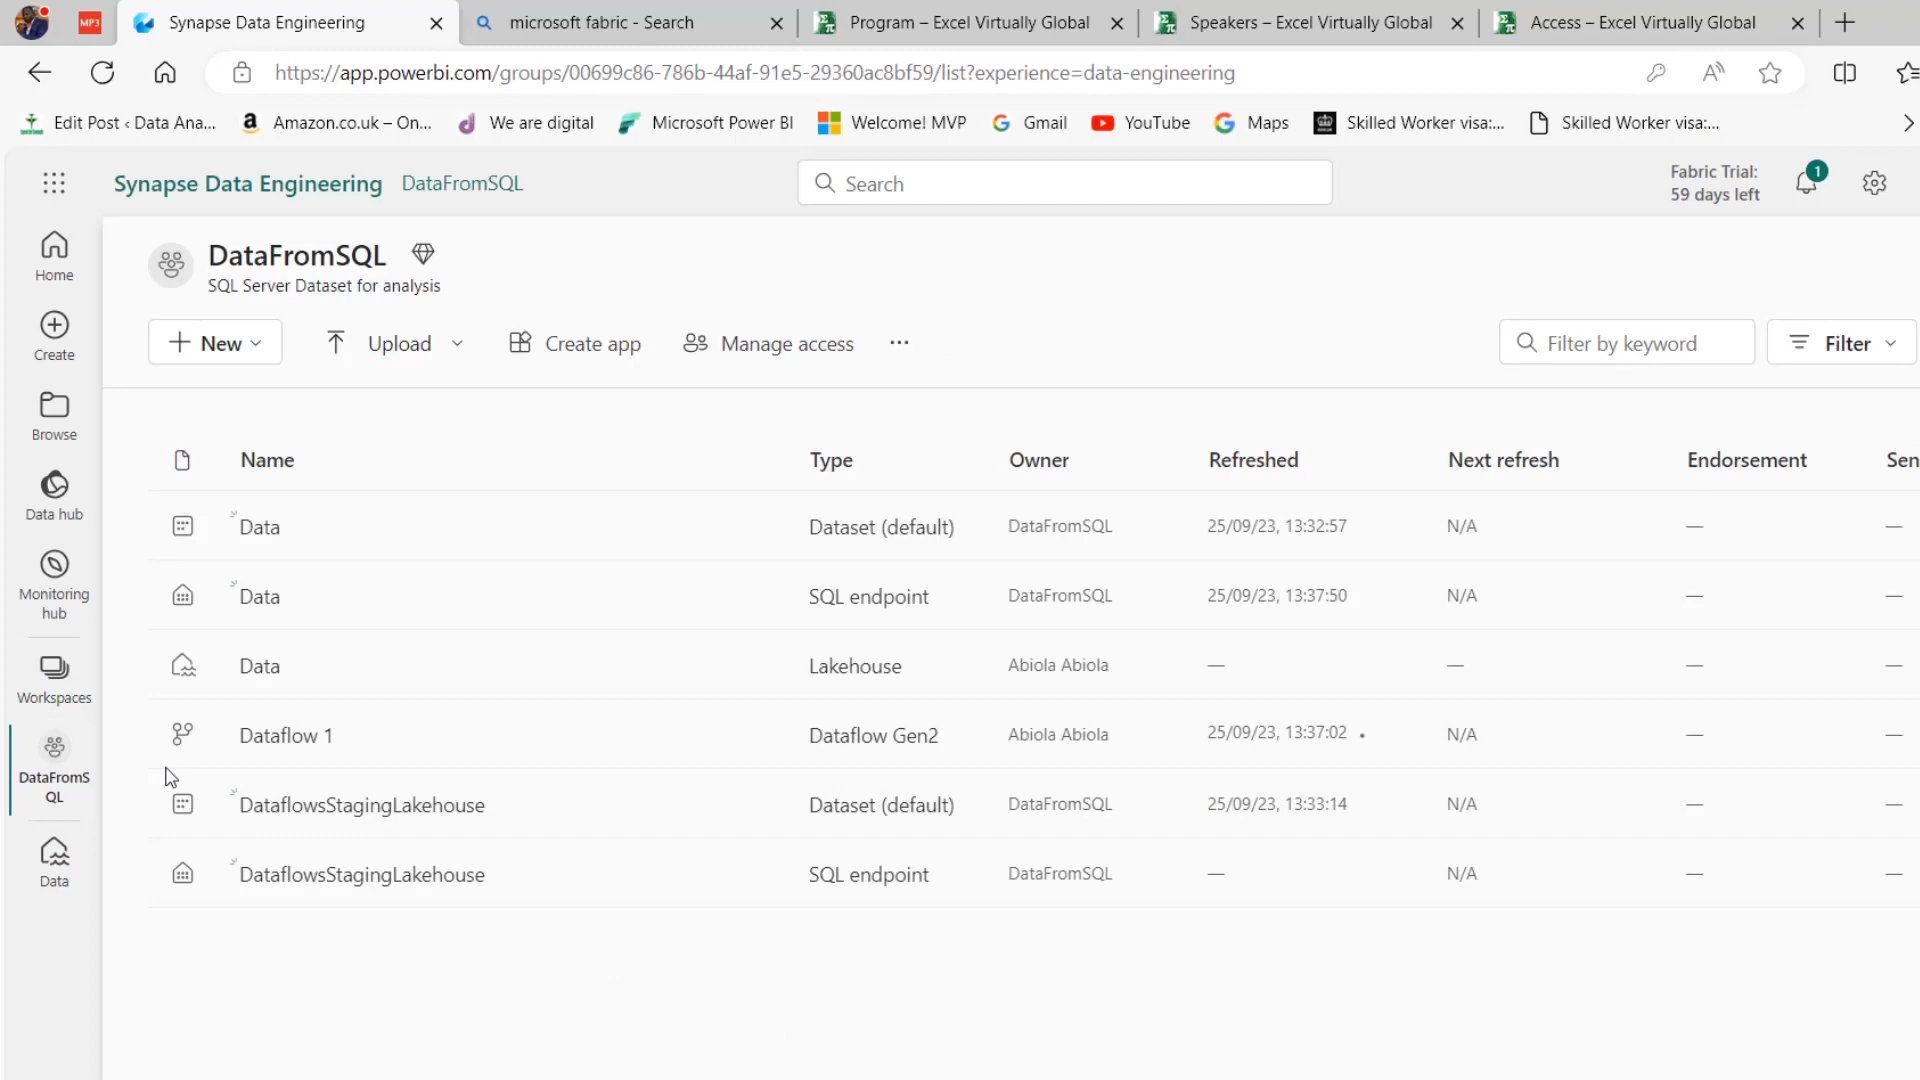 MP3
Synapse Data Engineering
microsoft fabric - Search
Program – Excel Virtually Global
Speakers – Excel Virtually Global
Access – Excel Virtually Global
https://app.powerbi.com/groups/00699c86-786b-44af-91e5-29360ac8bf59/list?experience=data-engineering
Edit Post ‹ Data Ana...
Amazon.co.uk – On...
We are digital
Microsoft Power BI
Welcome! MVP
Gmail
YouTube
Maps
Skilled Worker visa:...
Skilled Worker visa:...
Synapse Data Engineering
DataFromSQL
Search
Fabric Trial:
59 days left
1
Home
Create
Browse
Data hub
Monitoring
hub
Workspaces
DataFromS
QL
Data
DataFromSQL
SQL Server Dataset for analysis
New
Upload
Create app
Manage access
Filter by keyword
Filter
Name Type Owner Refreshed Next refresh Endorsement Sen
Data Dataset (default) DataFromSQL 25/09/23, 13:32:57 N/A — —
Data SQL endpoint DataFromSQL 25/09/23, 13:37:50 N/A — —
Data Lakehouse Abiola Abiola — — — —
Dataflow 1 Dataflow Gen2 Abiola Abiola 25/09/23, 13:37:02 N/A — —
DataflowsStagingLakehouse Dataset (default) DataFromSQL 25/09/23, 13:33:14 N/A — —
DataflowsStagingLakehouse SQL endpoint DataFromSQL — N/A — —